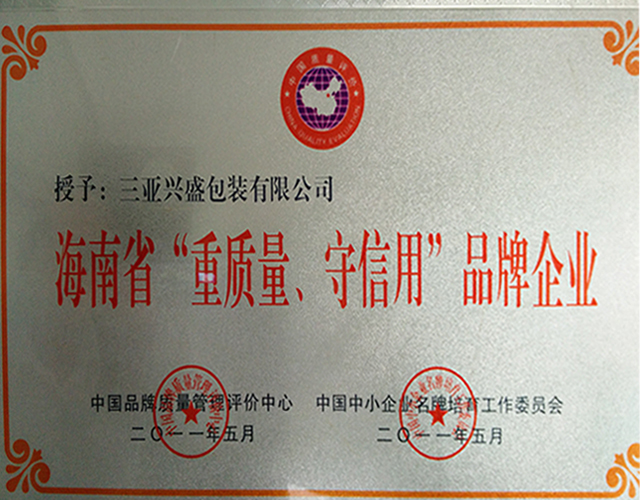 中国质量评价
CHINA QUALITY EVALUATION
授予：三亚兴盛包装有限公司
海南省“重质量、守信用”品牌企业
中国品牌质量管理评价中心 中国中小企业名牌培育工作委员会
二〇一一年五月 二〇一一年五月